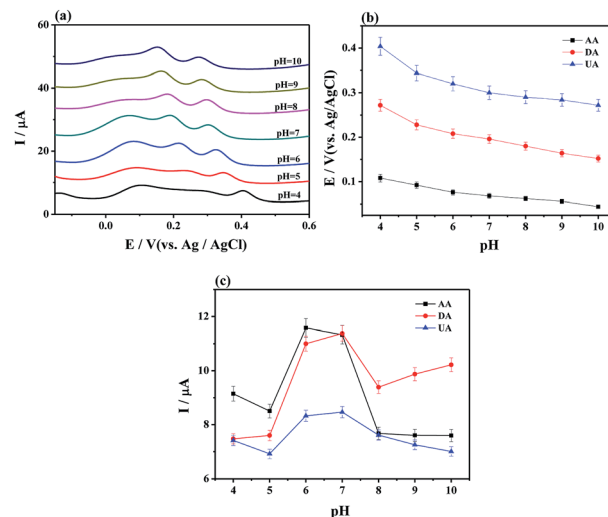 (a)
60
40
20
0
I / μA
pH=10
pH=9
pH=8
pH=7
pH=6
pH=5
pH=4
0.0 0.2 0.4 0.6
E / V(vs. Ag / AgCl)
(b)
AA
DA
UA
0.4
0.3
0.2
0.1
E / V(vs. Ag/AgCl)
4 5 6 7 8 9 10
pH
(c)
AA
DA
UA
12
10
8
6
I / μA
4 5 6 7 8 9 10
pH